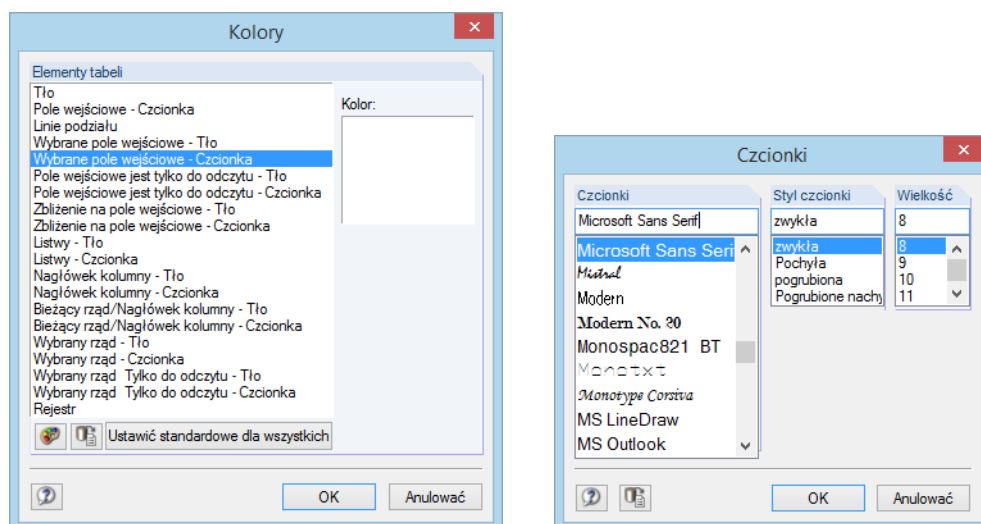 Kolory
Elementy tabeli
Tło
Pole wejściowe - Czcionka
Linie podziału
Wybrane pole wejściowe - Tło
Wybrane pole wejściowe - Czcionka
Pole wejściowe jest tylko do odczytu - Tło
Pole wejściowe jest tylko do odczytu - Czcionka
Zbliżenie na pole wejściowe - Tło
Zbliżenie na pole wejściowe - Czcionka
Listwy - Tło
Listwy - Czcionka
Nagłówek kolumny - Tło
Nagłówek kolumny - Czcionka
Bieżący rząd/Nagłówek kolumny - Tło
Bieżący rząd/Nagłówek kolumny - Czcionka
Wybrany rząd - Tło
Wybrany rząd - Czcionka
Wybrany rząd Tylko do odczytu - Tło
Wybrany rząd Tylko do odczytu - Czcionka
Rejestr
Kolor:
Ustawić standardowe dla wszystkich
OK
Anulować
Czcionki
Czcionki
Microsoft Sans Serif
Microsoft Sans Seri
Mistral
Modern
Modern No. 20
Monospac821 BT
Monotxt
Monotype Corsiva
MS LineDraw
MS Outlook
Styl czcionki
zwykła
zwykła
Pochyła
pogrubiona
Pogrubione nachy
Wielkość
8
8
9
10
11
OK
Anulować